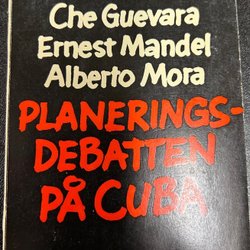 Che Guevara
Ernest Mandel
Alberto Mora
PLANERINGS-
DEBATTEN
PÅ CUBA